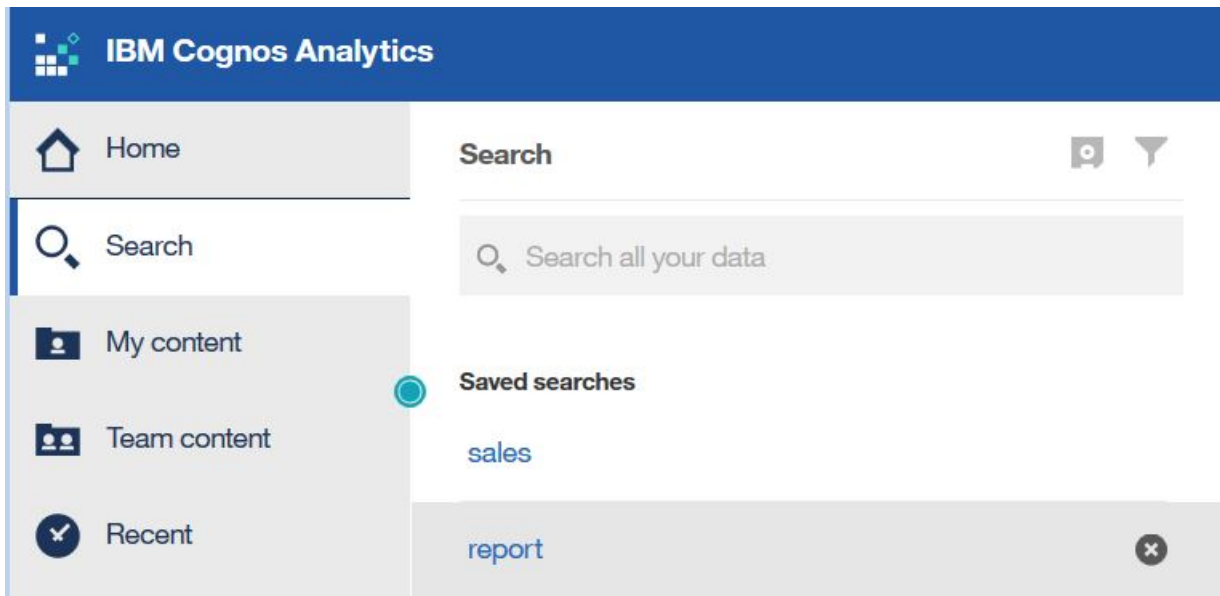 IBM Cognos Analytics
Home
Search
My content
Team content
Recent
Search
Search all your data
Saved searches
sales
report